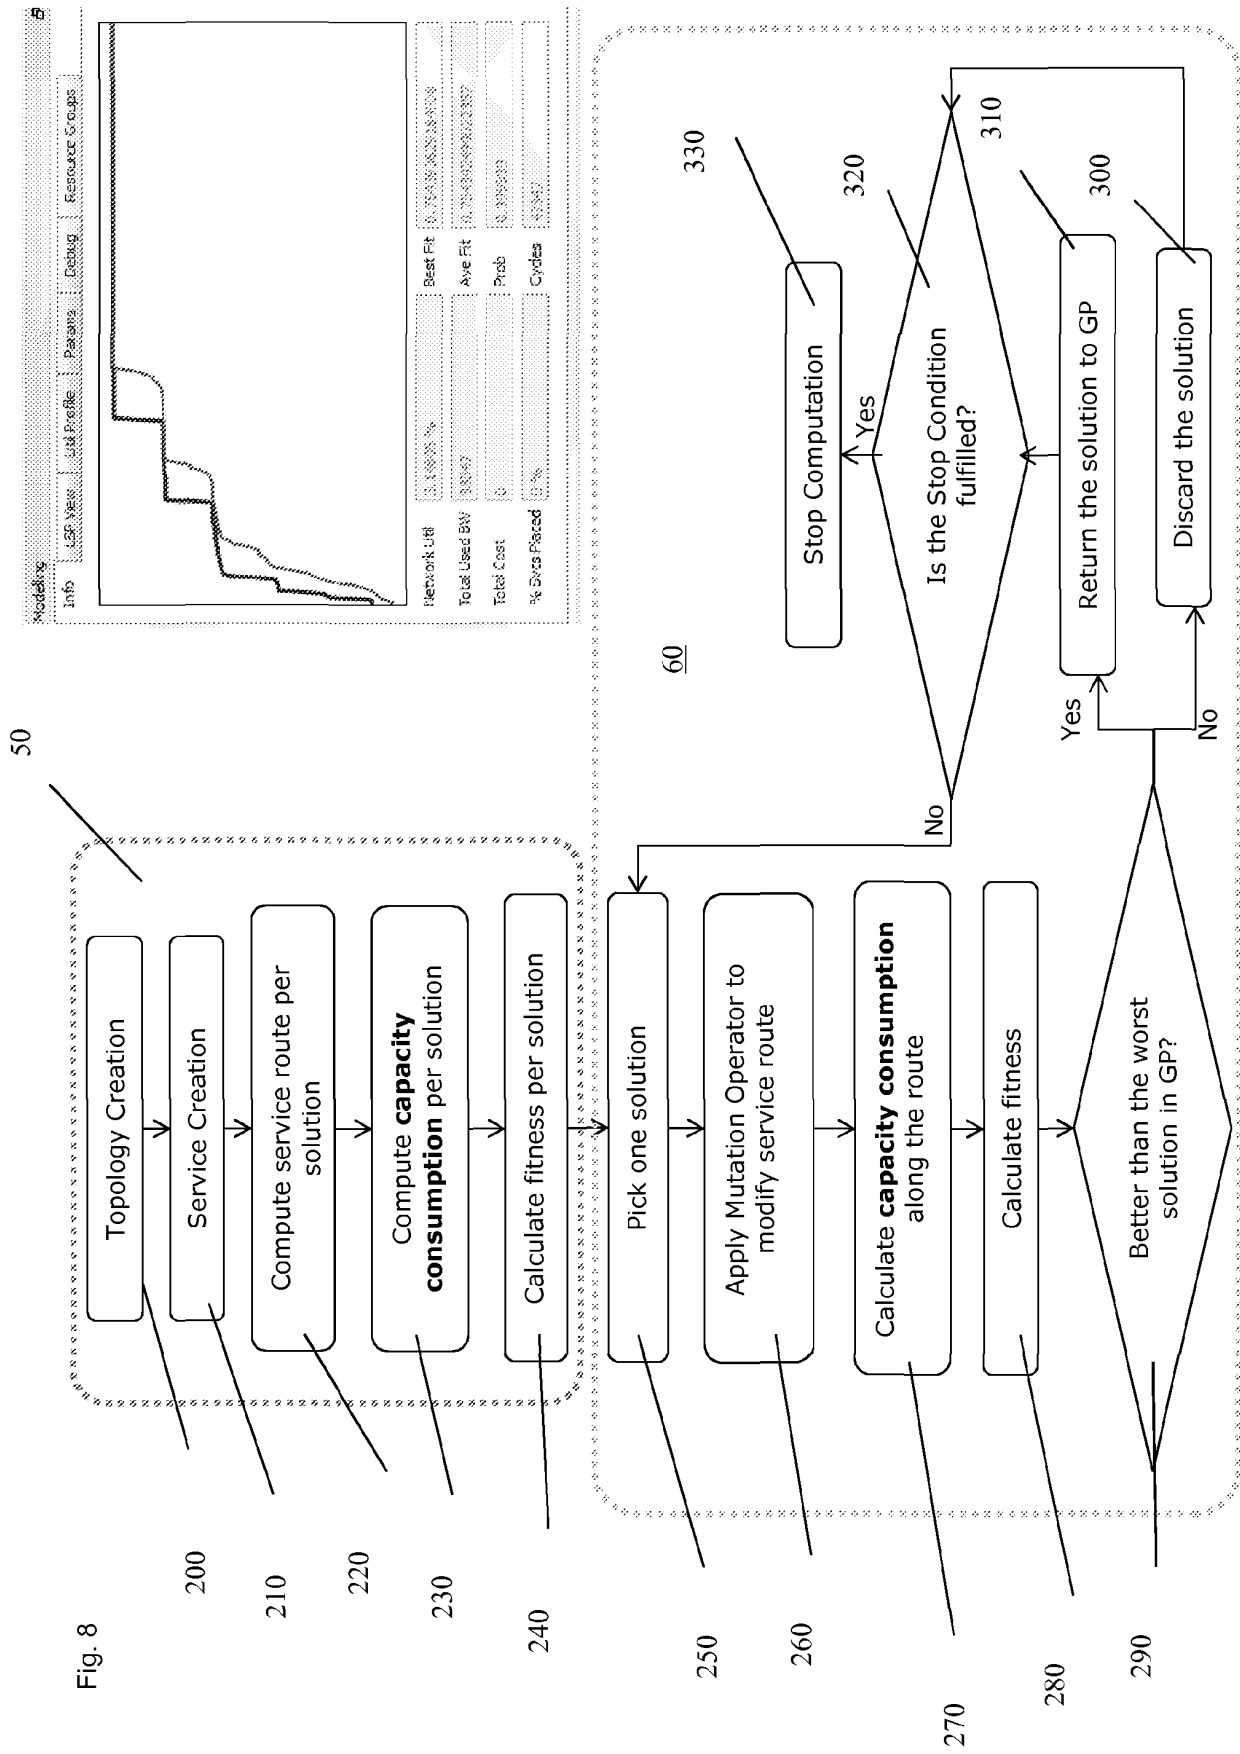 Fig. 8
50
200
Topology Creation
210
Service Creation
220
Compute service route per
solution
230
Compute capacity
consumption per solution
240
Calculate fitness per solution
250
Pick one solution
260
Apply Mutation Operator to
modify service route
270
Calculate capacity consumption
along the route
280
Calculate fitness
290
Better than the worst
solution in GP?
Yes
No
60
No
Is the Stop Condition
fulfilled?
Yes
Stop Computation
330
320
310
Return the solution to GP
300
Discard the solution
Modelling
Info
LSP View
Util Profile
Params
Debug
Resource Groups
Network Util
Best Fit
Total Used BW
Ave Fit
Total Cost
0
Prob
% Svcs Placed
0 %
Cycles